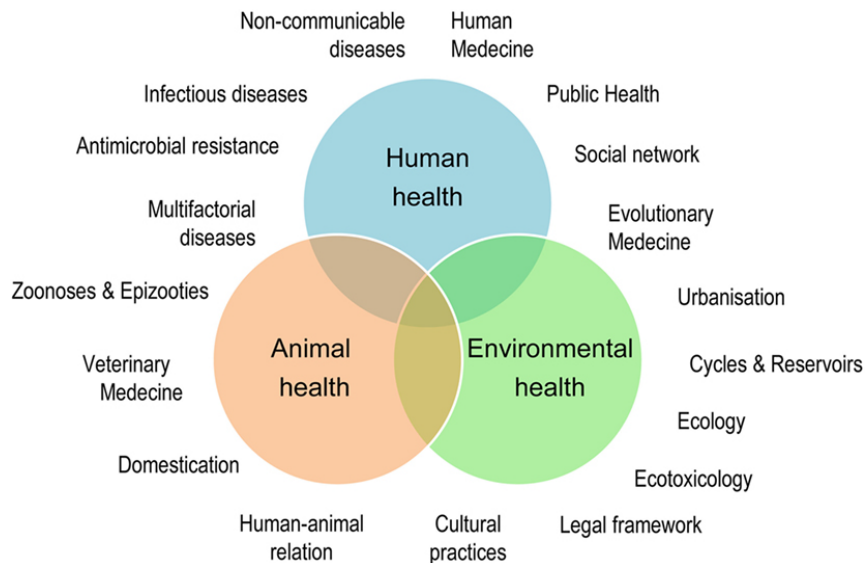 Non-communicable
diseases
Human
Medecine
Infectious diseases
Public Health
Antimicrobial resistance
Social network
Human
health
Multifactorial
diseases
Evolutionary
Medecine
Zoonoses & Epizooties
Urbanisation
Animal
health
Environmental
health
Veterinary
Medecine
Cycles & Reservoirs
Ecology
Domestication
Ecotoxicology
Human-animal
relation
Cultural
practices
Legal framework